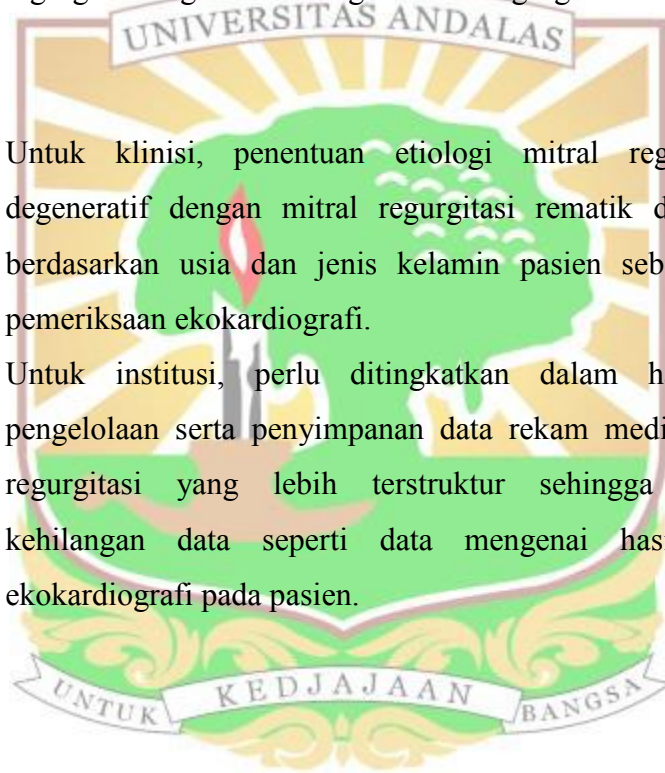 UNIVERSITAS ANDALAS
Untuk klinisi, penentuan etiologi mitral reg
degeneratif dengan mitral regurgitasi rematik d
berdasarkan usia dan jenis kelamin pasien seb
pemeriksaan ekokardiografi.
Untuk institusi, perlu ditingkatkan dalam h
pengelolaan serta penyimpanan data rekam medi
regurgitasi yang lebih terstruktur sehingga
kehilangan data seperti data mengenai has
ekokardiografi pada pasien.
UNTUK KEDJAJAAN BANGSA